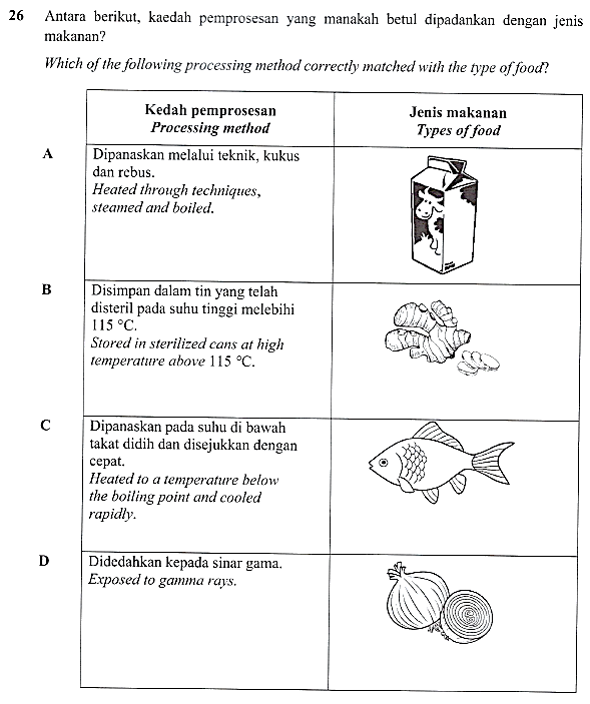 26 Antara berikut, kaedah pemprosesan yang manakah betul dipadankan dengan jenis
makanan?
Which of the following processing method correctly matched with the type of food?
Kedah pemprosesan
Processing method
Jenis makanan
Types of food
A Dipanaskan melalui teknik, kukus
dan rebus.
Heated through techniques,
steamed and boiled.
B Disimpan dalam tin yang telah
disteril pada suhu tinggi melebihi
115 °C.
Stored in sterilized cans at high
temperature above 115 °C.
C Dipanaskan pada suhu di bawah
takat didih dan disejukkan dengan
cepat.
Heated to a temperature below
the boiling point and cooled
rapidly.
D Didedahkan kepada sinar gama.
Exposed to gamma rays.